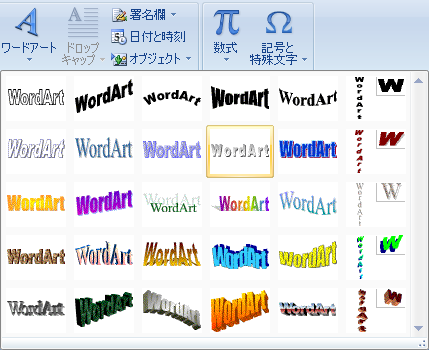 ワードアート
ドロップ
キャップ
署名欄
日付と時刻
オブジェクト
π
数式
Ω
記号と
特殊文字
WordArt WordArt WordArt WordArt WordArt WordArt W
WordArt WordArt WordArt WordArt WordArt WordArt W
WordArt WordArt WordArt WordArt WordArt WordArt W
WordArt WordArt WordArt WordArt WordArt WordArt W
WordArt WordArt WordArt WordArt WordArt WordArt W